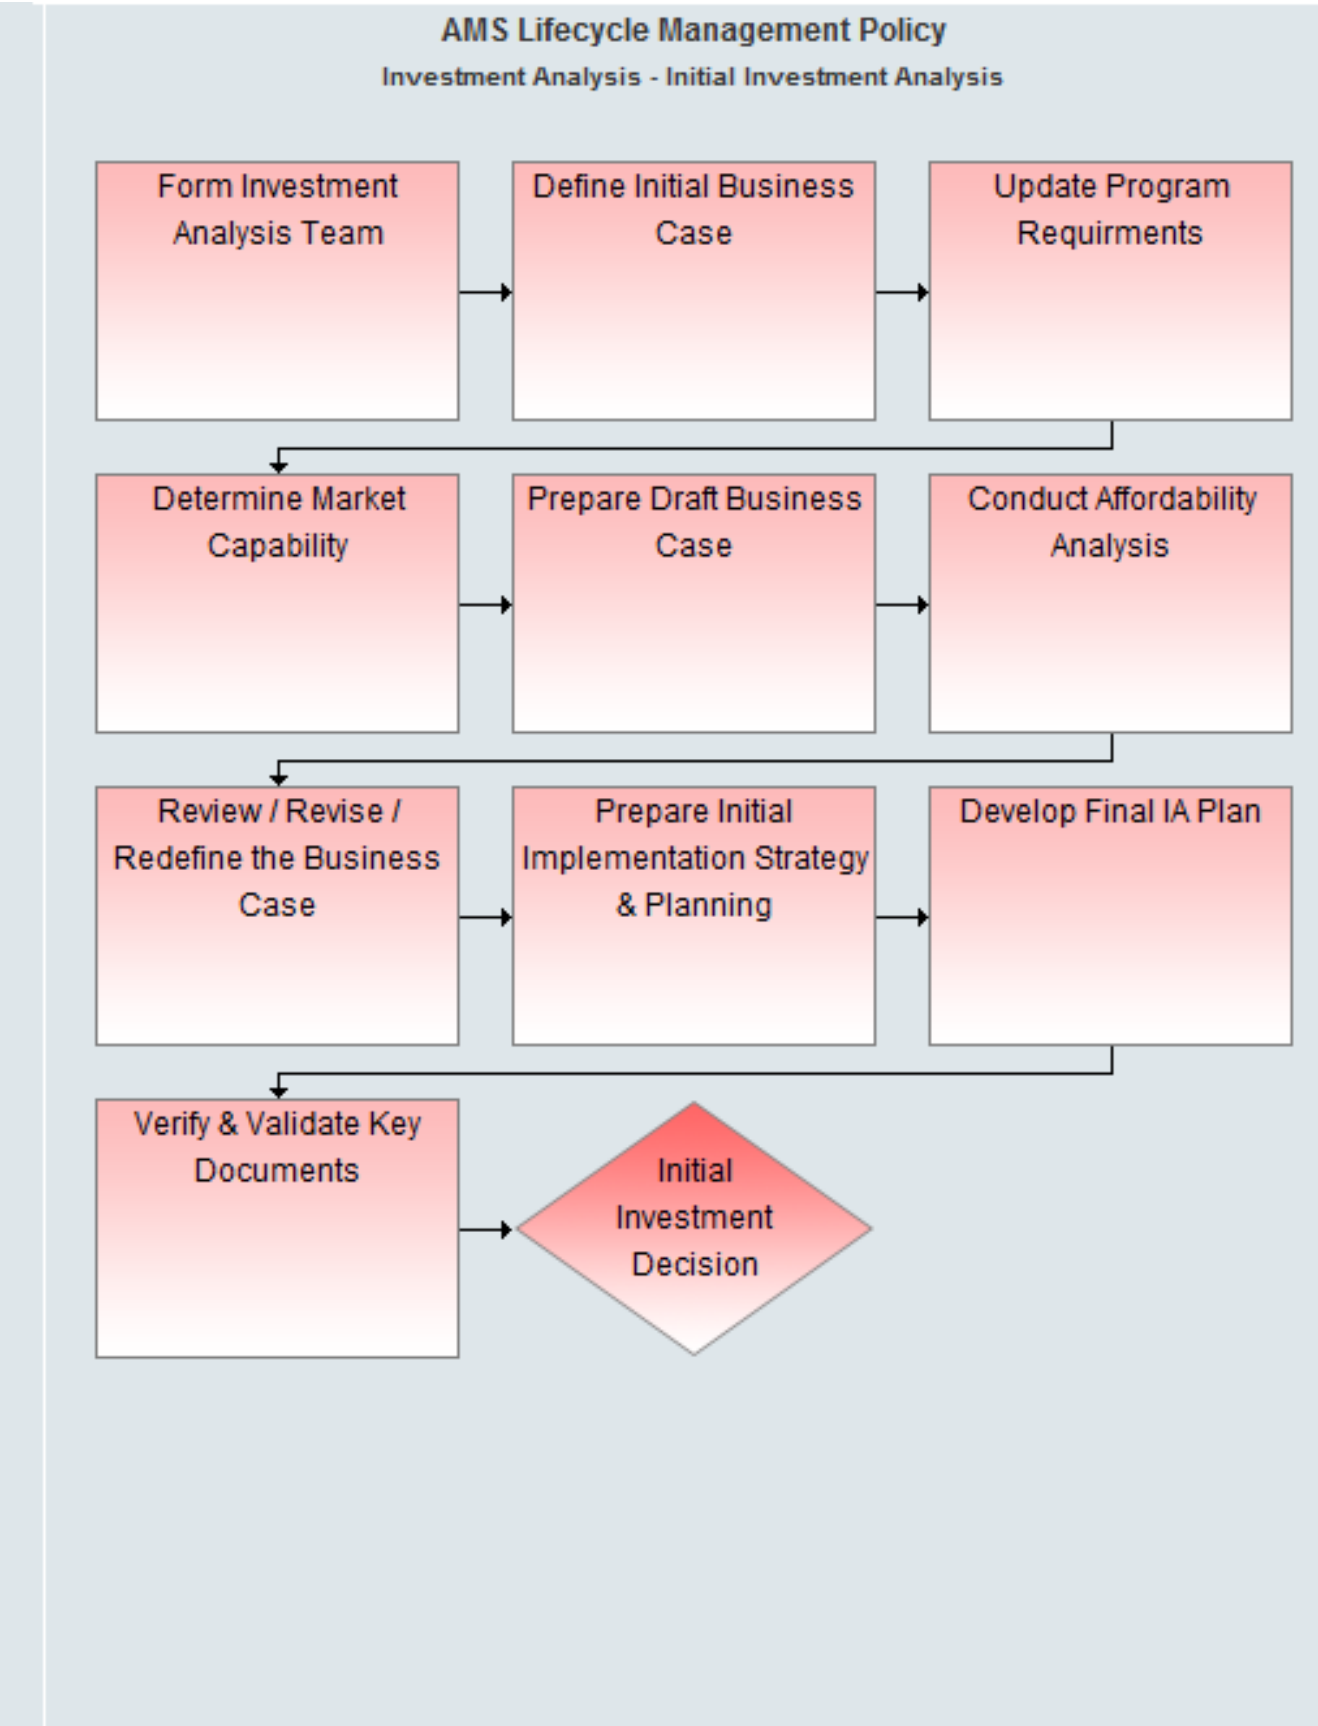 AMS Lifecycle Management Policy
Investment Analysis - Initial Investment Analysis
Form Investment
Analysis Team
Define Initial Business
Case
Update Program
Requirments
Determine Market
Capability
Prepare Draft Business
Case
Conduct Affordability
Analysis
Review / Revise /
Redefine the Business
Case
Prepare Initial
Implementation Strategy
& Planning
Develop Final IA Plan
Verify & Validate Key
Documents
Initial
Investment
Decision